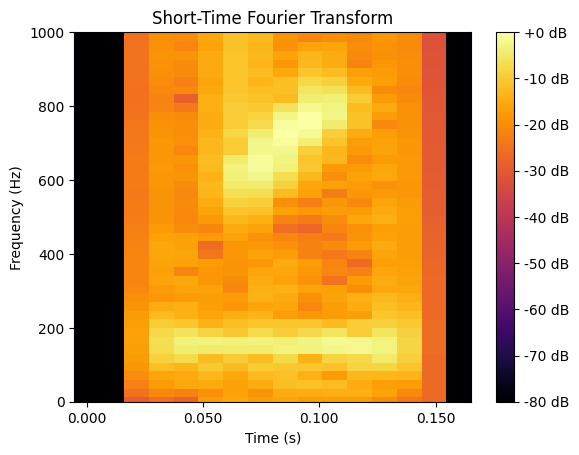 Short-Time Fourier Transform
Frequency (Hz)
1000
800
600
400
200
0
0.000
0.050
0.100
0.150
Time (s)
+0 dB
-10 dB
-20 dB
-30 dB
-40 dB
-50 dB
-60 dB
-70 dB
-80 dB